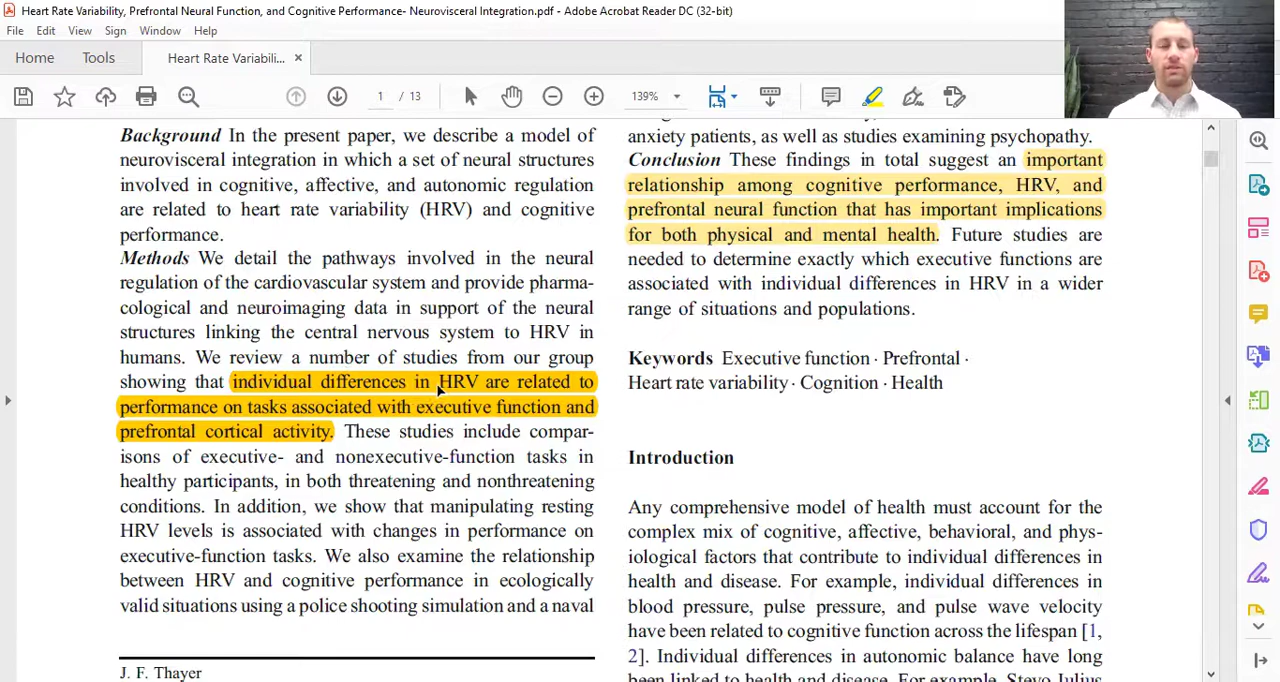 Heart Rate Variability, Prefrontal Neural Function, and Cognitive Performance- Neurovisceral Integration.pdf - Adobe Acrobat Reader DC (32-bit)
File Edit View Sign Window Help
Home Tools Heart Rate Variabili... ×
1 / 13 139%
Background In the present paper, we describe a model of
neurovisceral integration in which a set of neural structures
involved in cognitive, affective, and autonomic regulation
are related to heart rate variability (HRV) and cognitive
performance.
Methods We detail the pathways involved in the neural
regulation of the cardiovascular system and provide pharma-
cological and neuroimaging data in support of the neural
structures linking the central nervous system to HRV in
humans. We review a number of studies from our group
showing that individual differences in HRV are related to
performance on tasks associated with executive function and
prefrontal cortical activity. These studies include compar-
isons of executive- and nonexecutive-function tasks in
healthy participants, in both threatening and nonthreatening
conditions. In addition, we show that manipulating resting
HRV levels is associated with changes in performance on
executive-function tasks. We also examine the relationship
between HRV and cognitive performance in ecologically
valid situations using a police shooting simulation and a naval
J. F. Thayer
anxiety patients, as well as studies examining psychopathy.
Conclusion These findings in total suggest an important
relationship among cognitive performance, HRV, and
prefrontal neural function that has important implications
for both physical and mental health. Future studies are
needed to determine exactly which executive functions are
associated with individual differences in HRV in a wider
range of situations and populations.
Keywords Executive function · Prefrontal ·
Heart rate variability · Cognition · Health
Introduction
Any comprehensive model of health must account for the
complex mix of cognitive, affective, behavioral, and phys-
iological factors that contribute to individual differences in
health and disease. For example, individual differences in
blood pressure, pulse pressure, and pulse wave velocity
have been related to cognitive function across the lifespan [1,
2]. Individual differences in autonomic balance have long
been linked to health and disease. For example, Stevo Julius